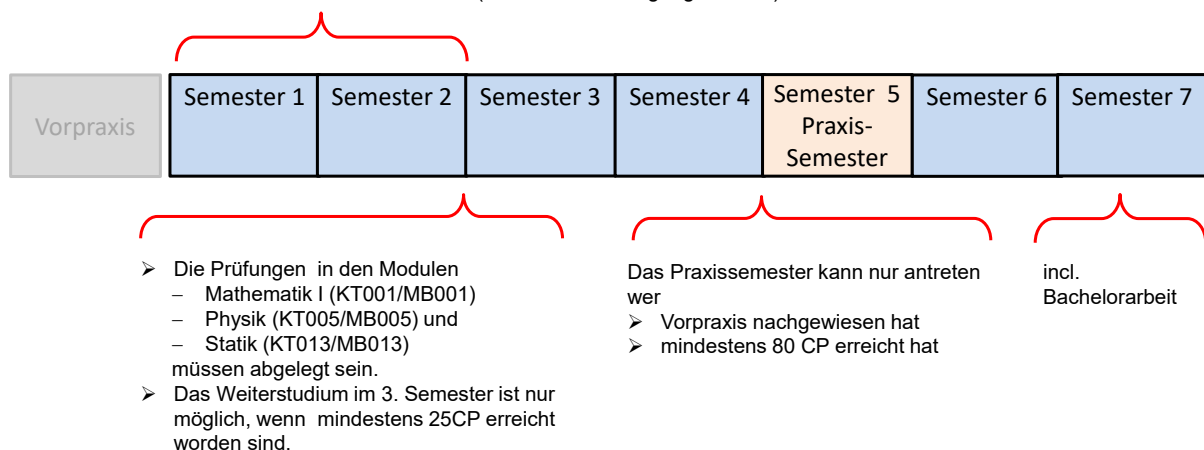 Vorpraxis
Semester 1
Semester 2
Semester 3
Semester 4
Semester 5
Praxis-
Semester
Semester 6
Semester 7
➢ Die Prüfungen in den Modulen
− Mathematik I (KT001/MB001)
− Physik (KT005/MB005) und
− Statik (KT013/MB013)
müssen abgelegt sein.
➢ Das Weiterstudium im 3. Semester ist nur
möglich, wenn mindestens 25CP erreicht
worden sind.
Das Praxissemester kann nur antreten
wer
➢ Vorpraxis nachgewiesen hat
➢ mindestens 80 CP erreicht hat
incl.
Bachelorarbeit